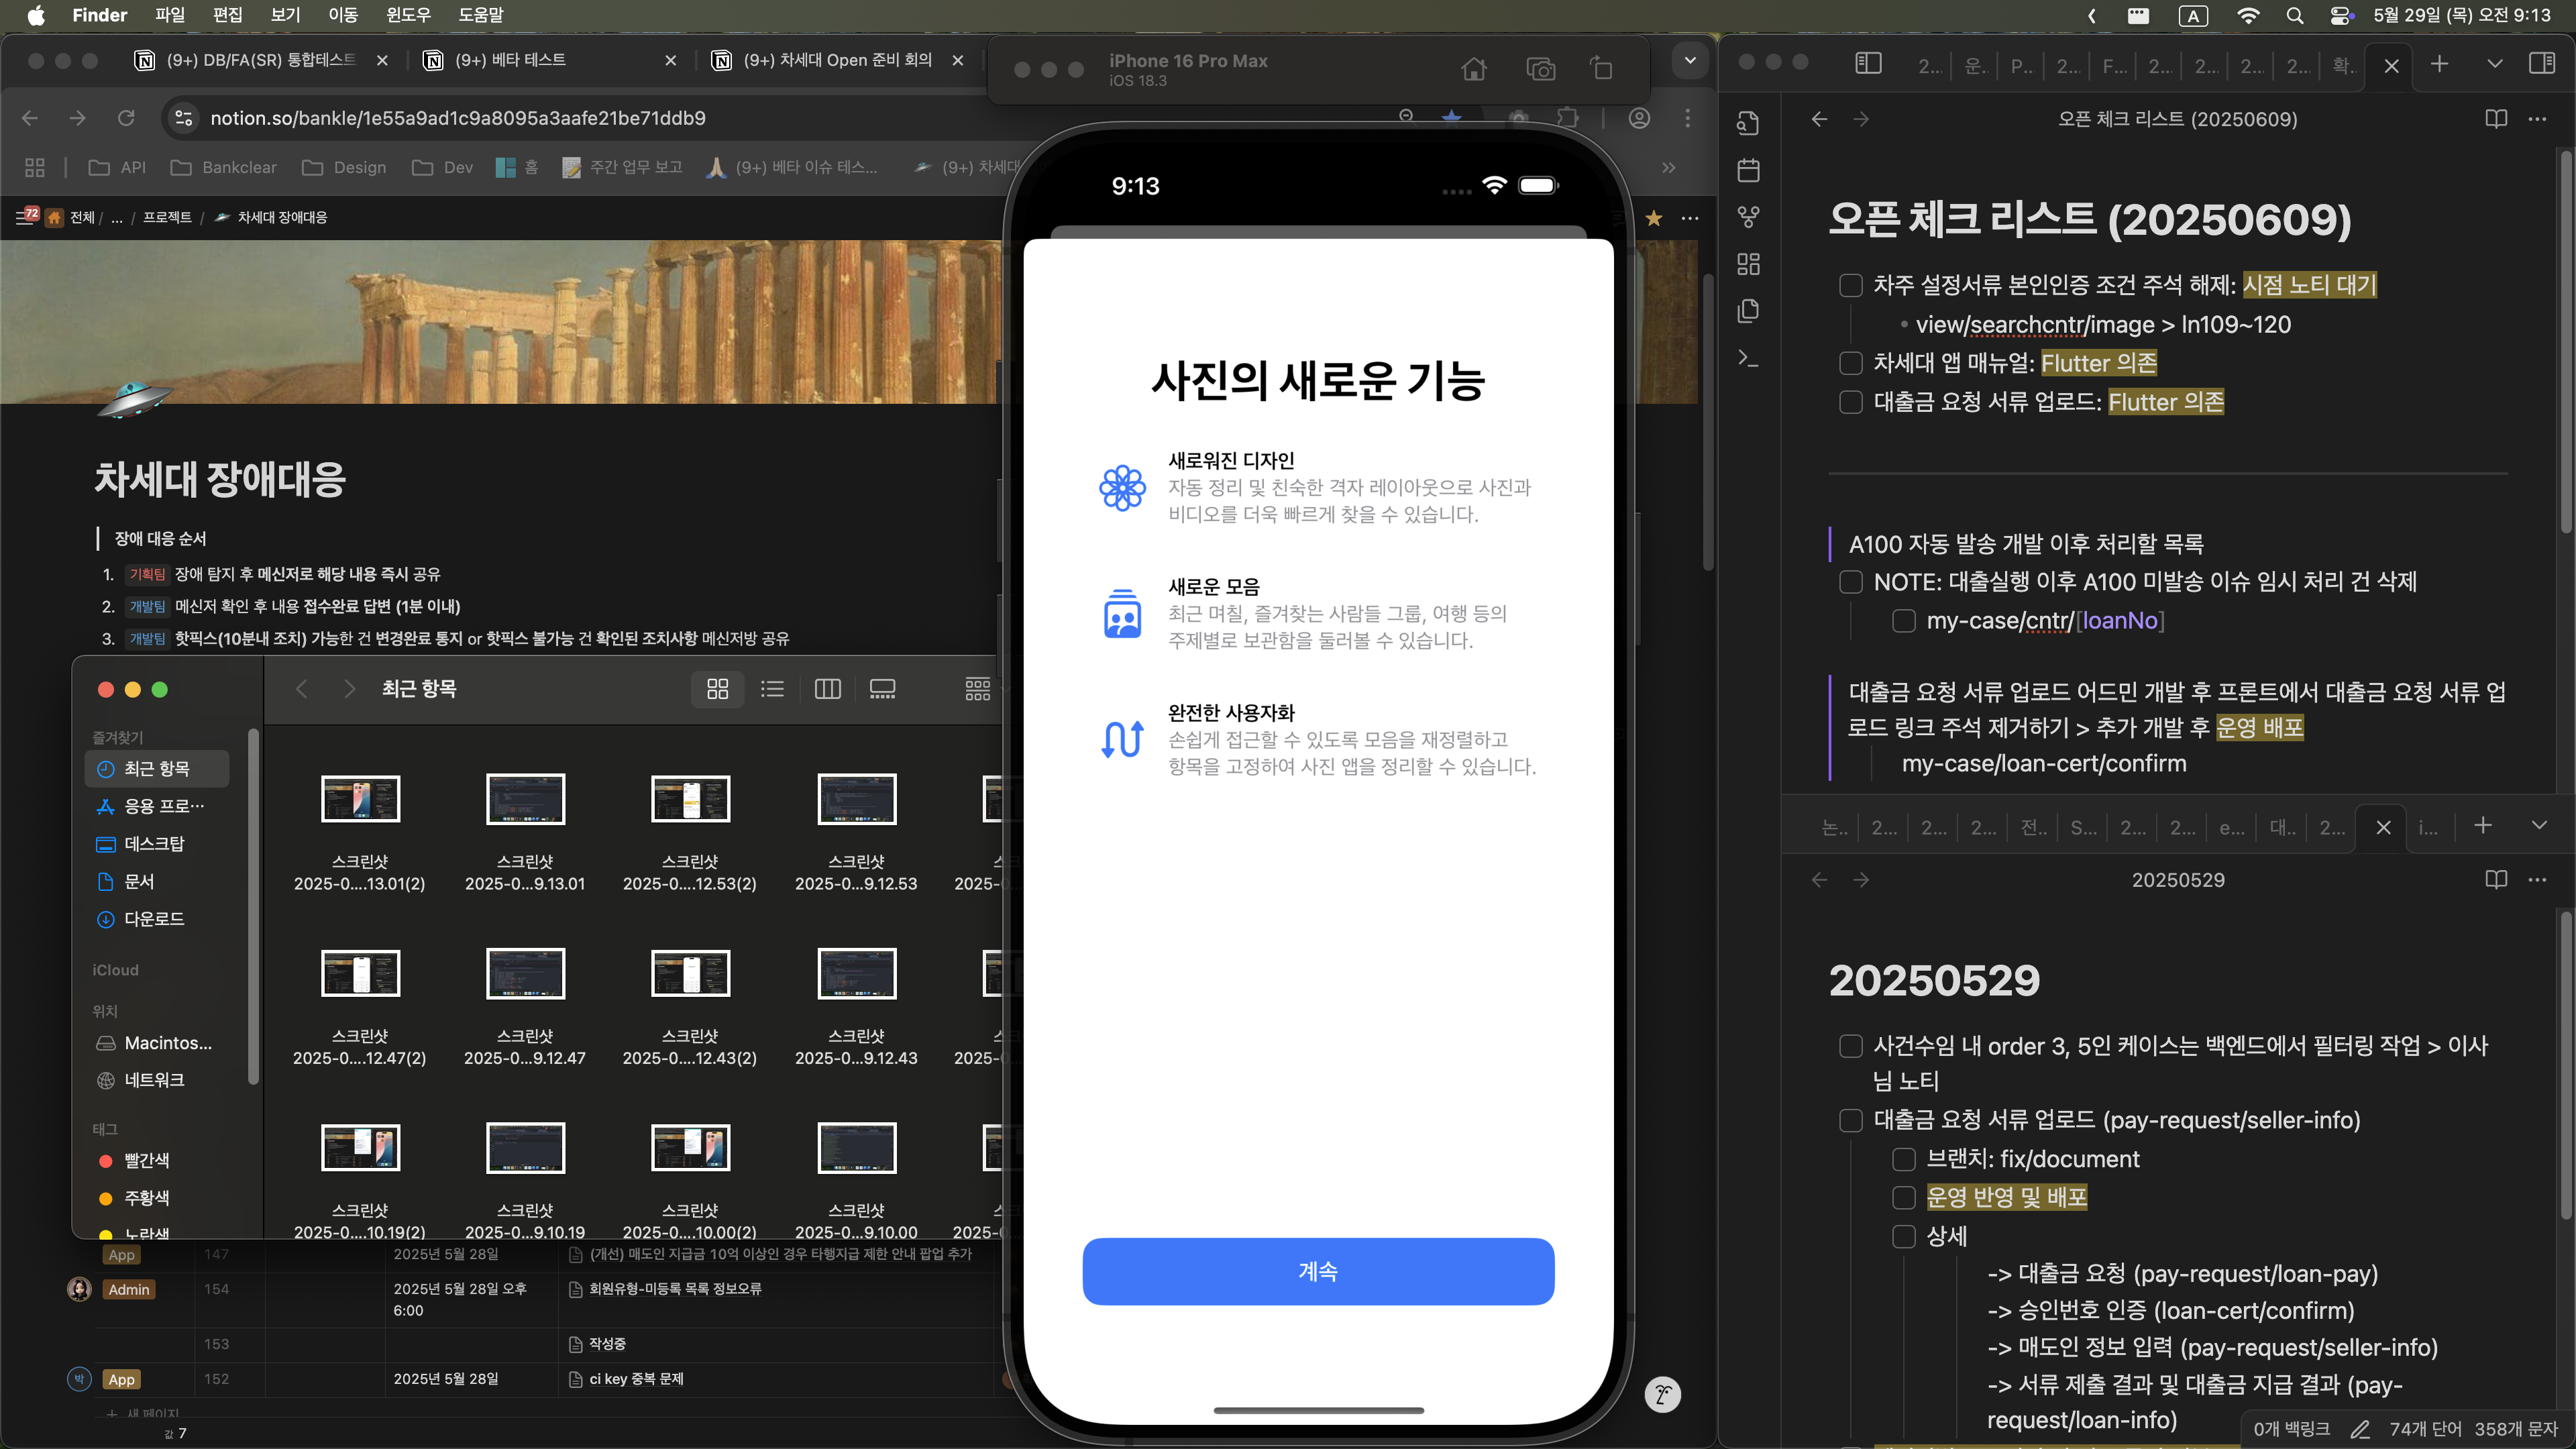 Finder 파일 편집 보기 이동 윈도우 도움말
A 5월 29일 (목) 오전 9:13
(9+) DB/FA(SR) 통합테스트
(9+) 베타 테스트
(9+) 차세대 Open 준비 회의
notion.so/bankle/1e55a9ad1c9a8095a3aafe21be71ddb9
API Bankclear Design Dev 홈 주간 업무 보고 (9+) 베타 이슈 테스... (9+) 차세대
72 전체 / ... / 프로젝트 / 차세대 장애대응
차세대 장애대응
장애 대응 순서
1. 기획팀 장애 탐지 후 메신저로 해당 내용 즉시 공유
2. 개발팀 메신저 확인 후 내용 접수완료 답변 (1분 이내)
3. 개발팀 핫픽스(10분내 조치) 가능한 건 변경완료 통지 or 핫픽스 불가능 건 확인된 조치사항 메신저방 공유
최근 항목
즐겨찾기
최근 항목
응용 프로…
데스크탑
문서
다운로드
iCloud
위치
Macintos...
네트워크
태그
빨간색
주황색
노란색
스크린샷 스크린샷 스크린샷 스크린샷
2025-0....13.01(2) 2025-0...9.13.01 2025-0....12.53(2) 2025-0...9.12.53 2025-0
스크린샷 스크린샷 스크린샷 스크린샷
2025-0....12.47(2) 2025-0...9.12.47 2025-0....12.43(2) 2025-0...9.12.43 2025-0
스크린샷 스크린샷 스크린샷 스크린샷
2025-0....10.19(2) 2025-0...9.10.19 2025-0....10.00(2) 2025-0...9.10.00 2025-0
App 147 2025년 5월 28일 (개선) 매도인 지급금 10억 이상인 경우 타행지급 제한 안내 팝업 추가
Admin 154 2025년 5월 28일 오후 회원유형-미등록 목록 정보오류
6:00
153 작성중
박 App 152 2025년 5월 28일 ci key 중복 문제
+ 새 페이지
값 7
iPhone 16 Pro Max
iOS 18.3
9:13
사진의 새로운 기능
새로워진 디자인
자동 정리 및 친숙한 격자 레이아웃으로 사진과
비디오를 더욱 빠르게 찾을 수 있습니다.
새로운 모음
최근 며칠, 즐겨찾는 사람들 그룹, 여행 등의
주제별로 보관함을 둘러볼 수 있습니다.
완전한 사용자화
손쉽게 접근할 수 있도록 모음을 재정렬하고
항목을 고정하여 사진 앱을 정리할 수 있습니다.
계속
2... 운.. P... 2... F... 2... 2... 2... 2... 확..
오픈 체크 리스트 (20250609)
오픈 체크 리스트 (20250609)
차주 설정서류 본인인증 조건 주석 해제: 시점 노티 대기
• view/searchcntr/image > ln109~120
차세대 앱 매뉴얼: Flutter 의존
대출금 요청 서류 업로드: Flutter 의존
A100 자동 발송 개발 이후 처리할 목록
NOTE: 대출실행 이후 A100 미발송 이슈 임시 처리 건 삭제
my-case/cntr/[loanNo]
대출금 요청 서류 업로드 어드민 개발 후 프론트에서 대출금 요청 서류 업
로드 링크 주석 제거하기 > 추가 개발 후 운영 배포
my-case/loan-cert/confirm
논.. 2... 2... 2... 전.. S... 2... 2... e... 대.. 2... i...
20250529
20250529
사건수임 내 order 3, 5인 케이스는 백엔드에서 필터링 작업 > 이사
님 노티
대출금 요청 서류 업로드 (pay-request/seller-info)
브랜치: fix/document
운영 반영 및 배포
상세
-> 대출금 요청 (pay-request/loan-pay)
-> 승인번호 인증 (loan-cert/confirm)
-> 매도인 정보 입력 (pay-request/seller-info)
-> 서류 제출 결과 및 대출금 지급 결과 (pay-
request/loan-info)
0개 백링크 74개 단어 358개 문자